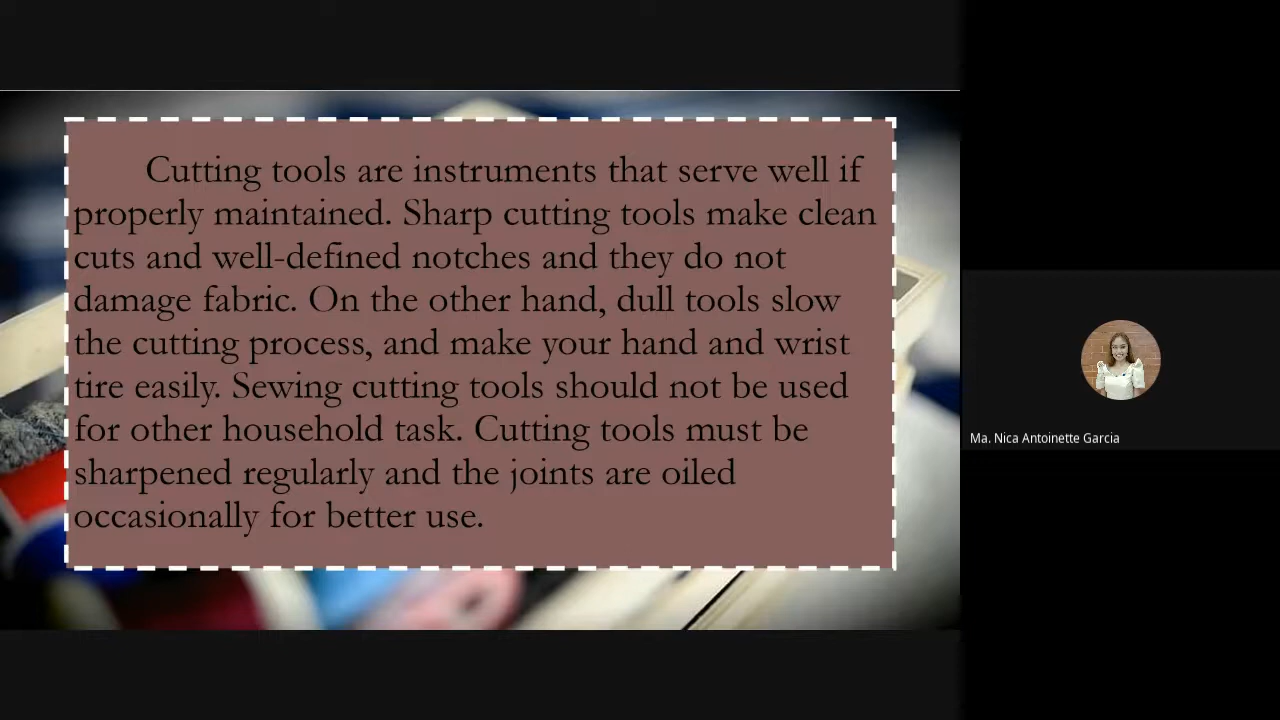 Cutting tools are instruments that serve well if
properly maintained. Sharp cutting tools make clean
cuts and well-defined notches and they do not
damage fabric. On the other hand, dull tools slow
the cutting process, and make your hand and wrist
tire easily. Sewing cutting tools should not be used
for other household task. Cutting tools must be
sharpened regularly and the joints are oiled
occasionally for better use.
Ma. Nica Antoinette Garcia